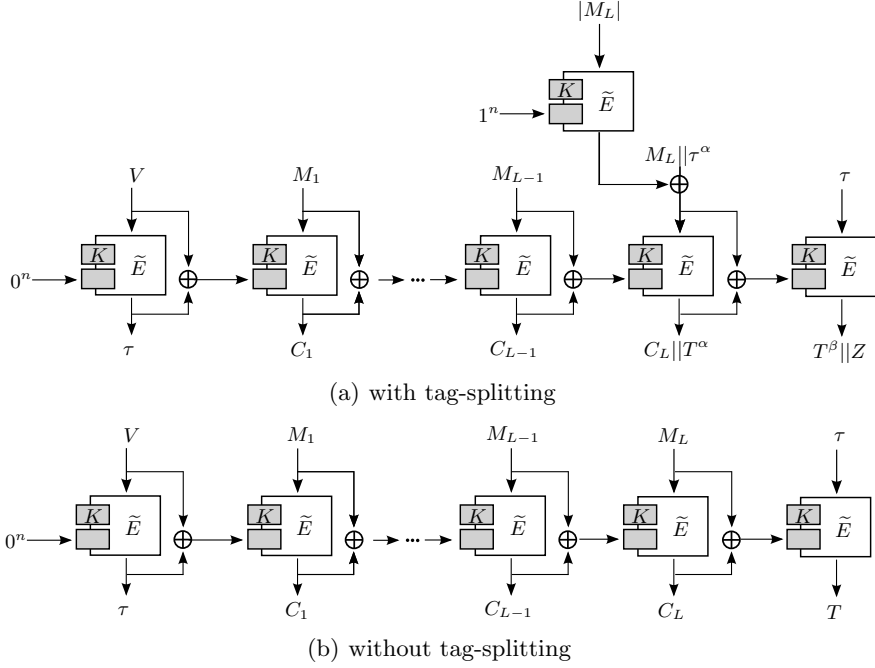 |M_L|
K
Ẽ
1^n
M_L||τ^α
V M_1 M_{L−1} τ
K Ẽ K Ẽ K Ẽ K Ẽ K Ẽ
0^n
...
τ C_1 C_{L−1} C_L||T^α T^β||Z
(a) with tag-splitting
V M_1 M_{L−1} M_L τ
K Ẽ K Ẽ K Ẽ K Ẽ K Ẽ
0^n
...
τ C_1 C_{L−1} C_L T
(b) without tag-splitting